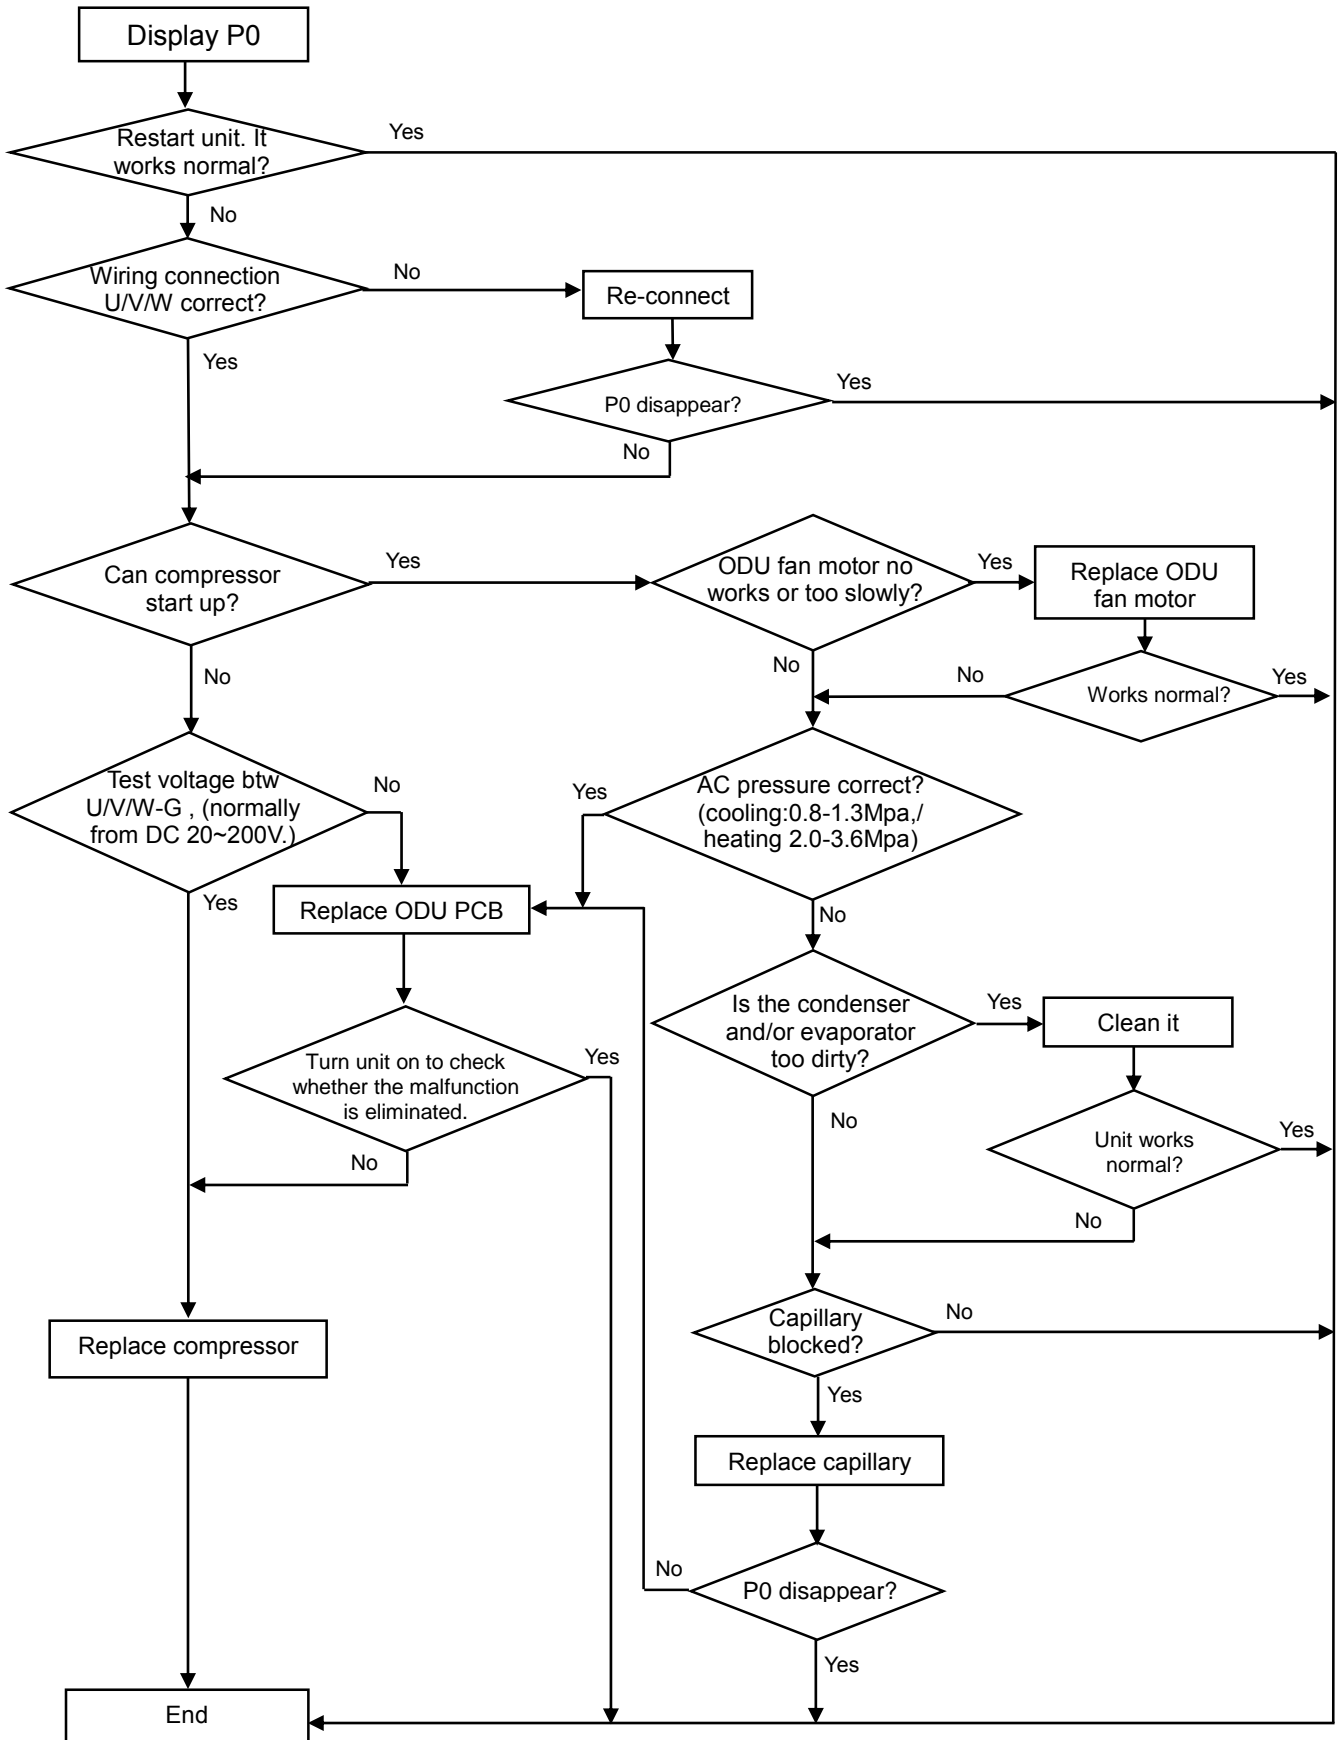 Display P0
Restart unit. It
works normal?
Yes
No
Wiring connection
U/V/W correct?
No
Re-connect
Yes
P0 disappear?
Yes
No
Can compressor
start up?
Yes
ODU fan motor no
works or too slowly?
Yes
Replace ODU
fan motor
No
No
No
Works normal?
Yes
Test voltage btw
U/V/W-G , (normally
from DC 20~200V.)
No
Yes
AC pressure correct?
(cooling:0.8-1.3Mpa,/
heating 2.0-3.6Mpa)
Yes
Replace ODU PCB
No
Is the condenser
and/or evaporator
too dirty?
Yes
Clean it
Turn unit on to check
whether the malfunction
is eliminated.
Yes
No
No
Unit works
normal?
Yes
No
Capillary
blocked?
No
Replace compressor
Yes
Replace capillary
No
P0 disappear?
Yes
End